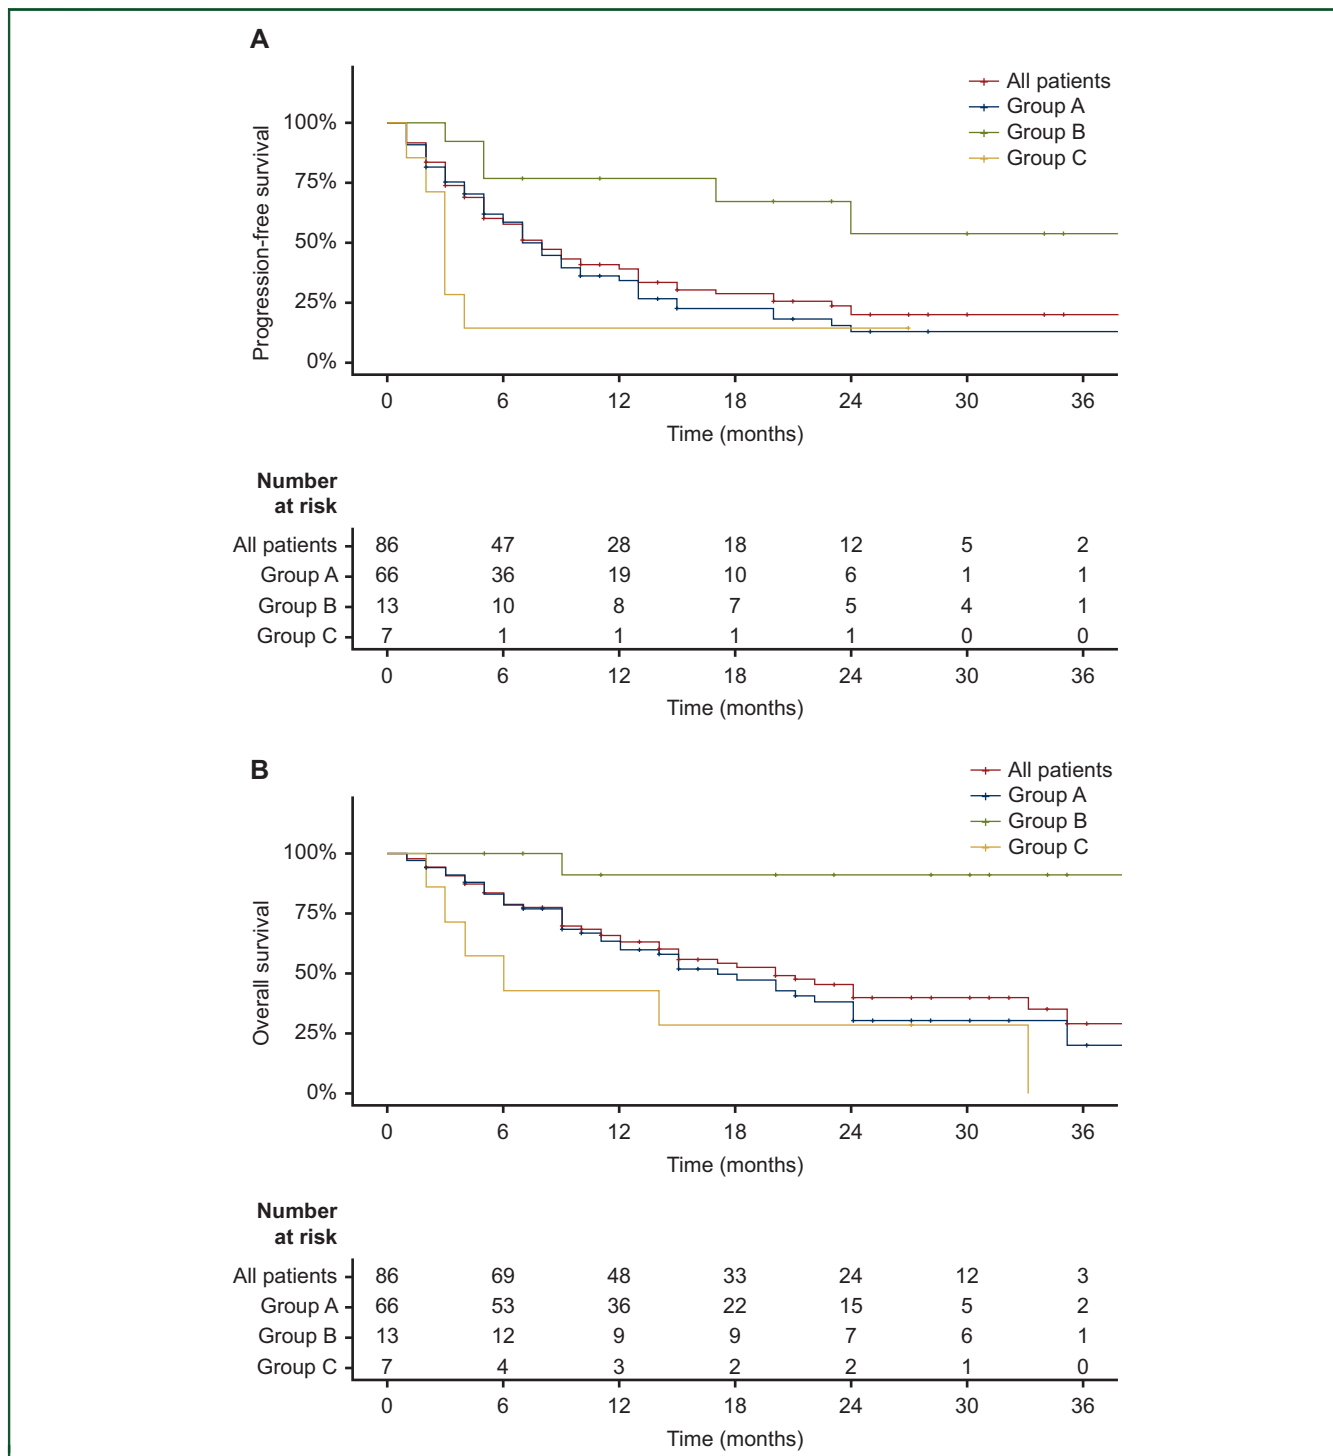 A
All patients
Group A
Group B
Group C
Progression-free survival
100%
75%
50%
25%
0%
0 6 12 18 24 30 36
Time (months)
Number
at risk
All patients 86 47 28 18 12 5 2
Group A 66 36 19 10 6 1 1
Group B 13 10 8 7 5 4 1
Group C 7 1 1 1 1 0 0
0 6 12 18 24 30 36
Time (months)
B
All patients
Group A
Group B
Group C
Overall survival
100%
75%
50%
25%
0%
0 6 12 18 24 30 36
Time (months)
Number
at risk
All patients 86 69 48 33 24 12 3
Group A 66 53 36 22 15 5 2
Group B 13 12 9 9 7 6 1
Group C 7 4 3 2 2 1 0
0 6 12 18 24 30 36
Time (months)